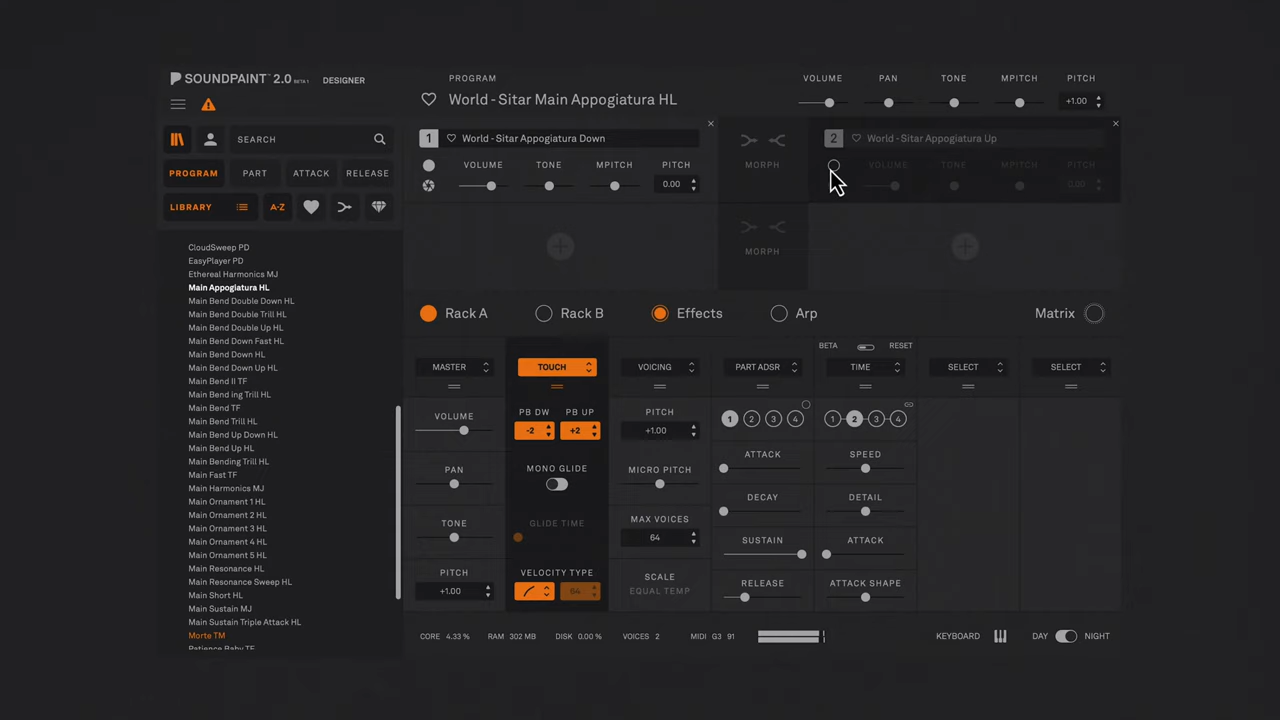 SOUNDPAINT™ 2.0 BETA 1 DESIGNER
PROGRAM
World - Sitar Main Appogiatura HL
VOLUME PAN TONE MPITCH PITCH
+1.00
SEARCH
PROGRAM PART ATTACK RELEASE
LIBRARY A-Z
CloudSweep PD
EasyPlayer PD
Ethereal Harmonics MJ
Main Appogiatura HL
Main Bend Double Down HL
Main Bend Double Trill HL
Main Bend Double Up HL
Main Bend Down Fast HL
Main Bend Down HL
Main Bend Down Up HL
Main Bend II TF
Main Bend ing Trill HL
Main Bend TF
Main Bend Trill HL
Main Bend Up Down HL
Main Bend Up HL
Main Bending Trill HL
Main Fast TF
Main Harmonics MJ
Main Ornament 1 HL
Main Ornament 2 HL
Main Ornament 3 HL
Main Ornament 4 HL
Main Ornament 5 HL
Main Resonance HL
Main Resonance Sweep HL
Main Short HL
Main Sustain MJ
Main Sustain Triple Attack HL
Morte TM
Patience Baby TF
1 World - Sitar Appogiatura Down
VOLUME TONE MPITCH PITCH
0.00
MORPH
2 World - Sitar Appogiatura Up
VOLUME TONE MPITCH PITCH
0.00
MORPH
Rack A Rack B Effects Arp Matrix
BETA RESET
MASTER TOUCH VOICING PART ADSR TIME SELECT SELECT
VOLUME
PAN
TONE
PITCH
+1.00
PB DW PB UP
-2 +2
MONO GLIDE
GLIDE TIME
VELOCITY TYPE
64
PITCH
+1.00
MICRO PITCH
MAX VOICES
64
SCALE
EQUAL TEMP
1 2 3 4
ATTACK
DECAY
SUSTAIN
RELEASE
1 2 3 4
SPEED
DETAIL
ATTACK
ATTACK SHAPE
CORE 4.33 % RAM 302 MB DISK 0.00 % VOICES 2 MIDI G3 91 KEYBOARD DAY NIGHT